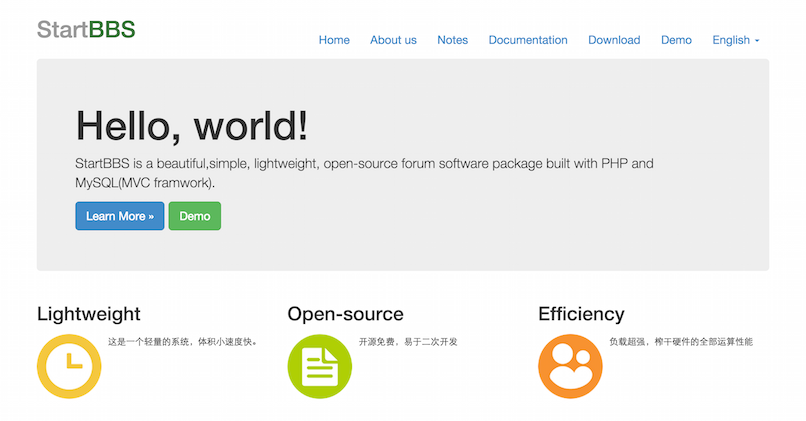 StartBBS
Home About us Notes Documentation Download Demo English
Hello, world!
StartBBS is a beautiful,simple, lightweight, open-source forum software package built with PHP and
MySQL(MVC framwork).
Learn More » Demo
Lightweight Open-source Efficiency
这是一个轻量的系统，体积小速度快。 开源免费，易于二次开发 负载超强，榨干硬件的全部运算性能